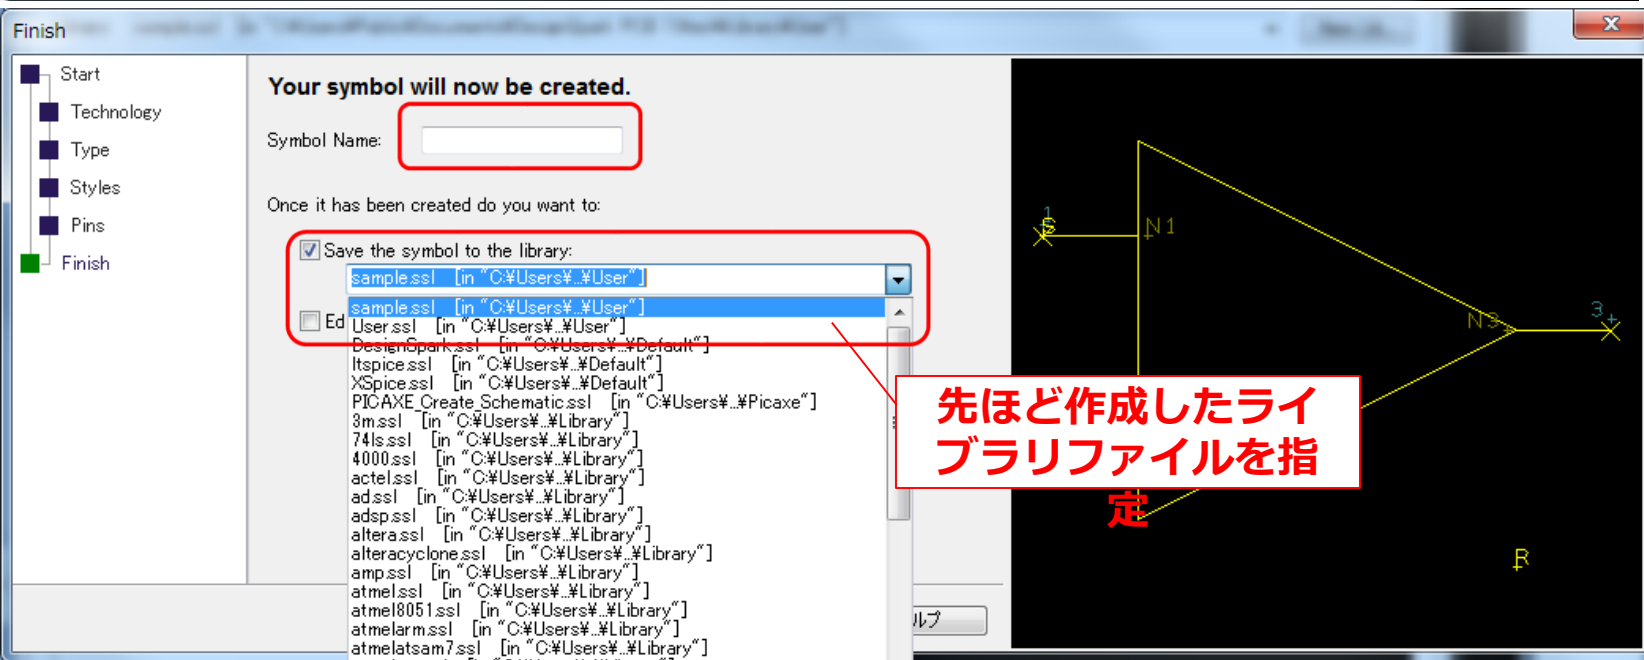 Finish
Start
Technology
Type
Styles
Pins
Finish
Your symbol will now be created.
Symbol Name:
Once it has been created do you want to:
Save the symbol to the library:
sample.ssl [in "C:¥Users¥...¥User"]
sample.ssl [in "C:¥Users¥...¥User"]
Ed
User.ssl [in "C:¥Users¥...¥User"]
DesignSpark.ssl [in "C:¥Users¥...¥Default"]
ltspice.ssl [in "C:¥Users¥...¥Default"]
XSpice.ssl [in "C:¥Users¥...¥Default"]
PICAXE_Create_Schematic.ssl [in "C:¥Users¥...¥Picaxe"]
3m.ssl [in "C:¥Users¥...¥Library"]
74ls.ssl [in "C:¥Users¥...¥Library"]
4000.ssl [in "C:¥Users¥...¥Library"]
actel.ssl [in "C:¥Users¥...¥Library"]
ad.ssl [in "C:¥Users¥...¥Library"]
adsp.ssl [in "C:¥Users¥...¥Library"]
altera.ssl [in "C:¥Users¥...¥Library"]
alteracyclone.ssl [in "C:¥Users¥...¥Library"]
amp.ssl [in "C:¥Users¥...¥Library"]
atmel.ssl [in "C:¥Users¥...¥Library"]
atmel8051.ssl [in "C:¥Users¥...¥Library"]
atmelarm.ssl [in "C:¥Users¥...¥Library"]
atmelatsam7.ssl [in "C:¥Users¥...¥Library"]
ルプ
先ほど作成したライ
ブラリファイルを指
定
1
S
N1
N3
3
R